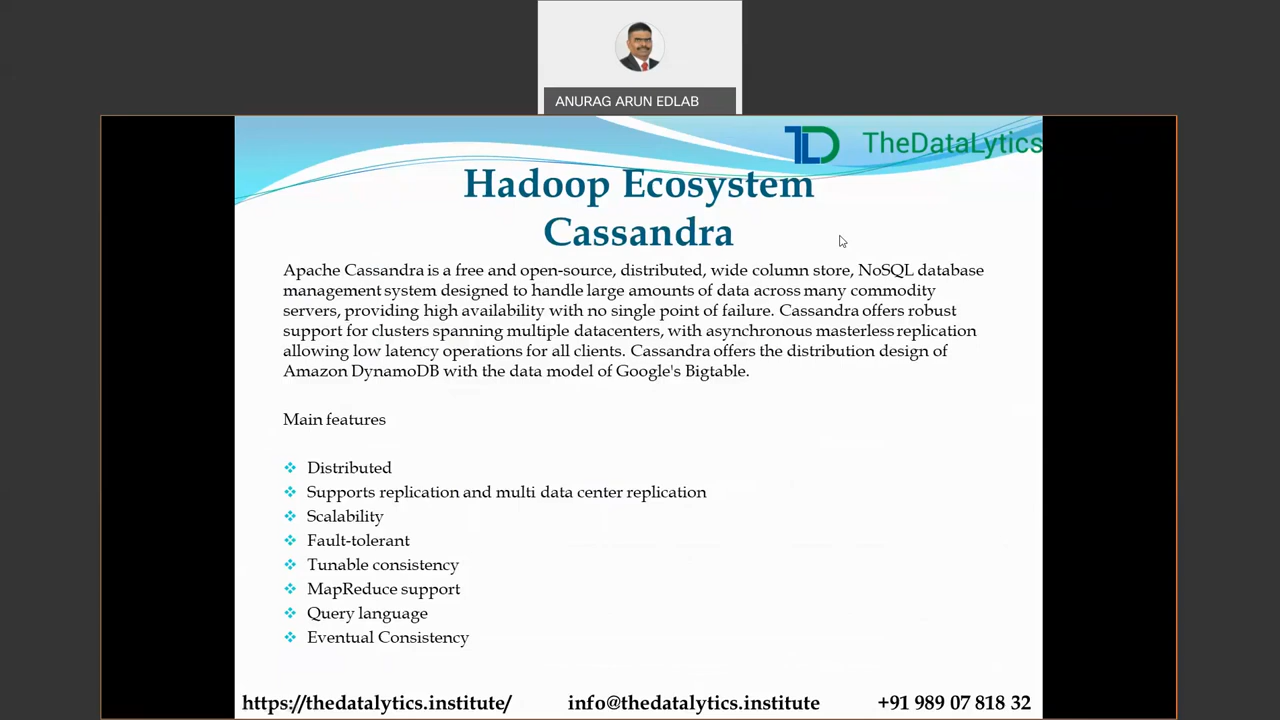 ANURAG ARUN EDLAB
TheDataLytics
Hadoop Ecosystem
Cassandra
Apache Cassandra is a free and open-source, distributed, wide column store, NoSQL database
management system designed to handle large amounts of data across many commodity
servers, providing high availability with no single point of failure. Cassandra offers robust
support for clusters spanning multiple datacenters, with asynchronous masterless replication
allowing low latency operations for all clients. Cassandra offers the distribution design of
Amazon DynamoDB with the data model of Google's Bigtable.
Main features
Distributed
Supports replication and multi data center replication
Scalability
Fault-tolerant
Tunable consistency
MapReduce support
Query language
Eventual Consistency
https://thedatalytics.institute/ info@thedatalytics.institute +91 989 07 818 32